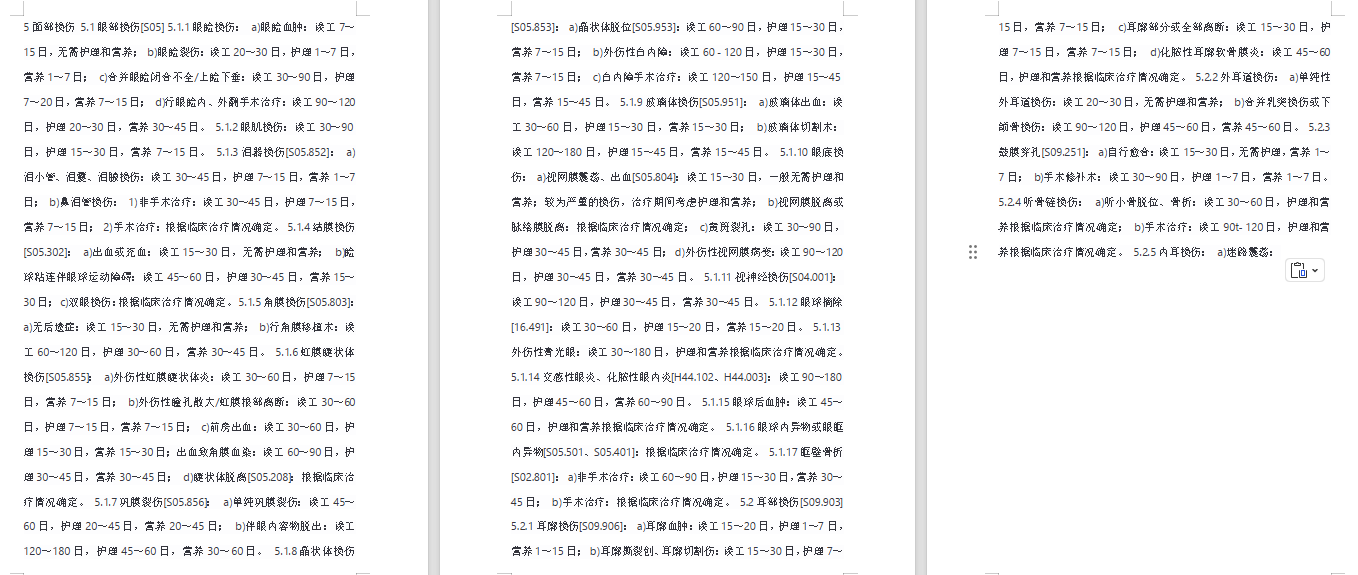 5 面部损伤 5.1 眼部损伤[S05] 5.1.1 眼睑损伤： a)眼睑血肿：误工 7～
15日，无需护理和营养； b)眼睑裂伤：误工 20～30 日，护理 1～7 日，
营养 1～7 日； c)合并眼睑闭合不全/上睑下垂：误工 30～90日，护理
7～20 日，营养 7～15 日； d)行眼睑内、外翻手术治疗：误工 90～120
日，护理 20～30 日，营养 30～45 日。 5.1.2 眼肌损伤：误工 30～90
日，护理 15～30 日，营养 7～15 日。 5.1.3 泪器损伤[S05.852]： a)
泪小管、泪囊、泪腺损伤：误工 30～45 日，护理 7～15 日，营养 1～7
日； b)鼻泪管损伤： 1)非手术治疗：误工 30～45 日，护理 7～15 日，
营养 7～15 日； 2)手术治疗：根据临床治疗情况确定。 5.1.4 结膜损伤
[S05.302]： a)出血或充血：误工 15～30 日，无需护理和营养； b)睑
球粘连伴眼球运动障碍：误工 45～60 日，护理 30～45 日，营养 15～
30 日； c)双眼损伤：根据临床治疗情况确定。 5.1.5 角膜损伤[S05.803]：
a)无后遗症：误工 15～30 日，无需护理和营养； b)行角膜移植术：误
工 60～120 日，护理 30～60 日，营养 30～45 日。 5.1.6 虹膜睫状体
损伤[S05.855]： a)外伤性虹膜睫状体炎：误工 30～60 日，护理 7～15
日，营养 7～15 日； b)外伤性瞳孔散大/虹膜根部离断：误工 30～60
日，护理 7～15 日，营养 7～15 日； c)前房出血：误工 30～60 日，护
理 15～30 日，营养 15～30 日；出血致角膜血染：误工 60～90 日，护
理 30～45 日，营养 30～45 日； d)睫状体脱离[S05.208]：根据临床治
疗情况确定。 5.1.7 巩膜裂伤[S05.856]： a)单纯巩膜裂伤：误工 45～
60 日，护理 20～45 日，营养 20～45 日； b)伴眼内容物脱出：误工
120～180 日，护理 45～60 日，营养 30～60 日。 5.1.8 晶状体损伤
[S05.853]： a)晶状体脱位[S05.953]：误工 60～90 日，护理 15～30 日，
营养 7～15 日； b)外伤性白内障：误工 60 - 120 日，护理 15～30 日，
营养 7～15 日； c)白内障手术治疗：误工 120～150 日，护理 15～45
日，营养 15～45 日。 5.1.9 玻璃体损伤[S05.951]： a)玻璃体出血：误
工 30～60 日，护理 15～30 日，营养 15～30 日； b)玻璃体切割术：
误工 120～180 日，护理 15～45 日，营养 15～45 日。 5.1.10 眼底损
伤： a)视网膜震荡、出血[S05.804]：误工 15～30 日，一般无需护理和
营养；较为严重的损伤，治疗期间考虑护理和营养； b)视网膜脱离或
脉络膜脱离：根据临床治疗情况确定； c)黄斑裂孔：误工 30～90 日，
护理 30～45 日，营养 30～45 日； d)外伤性视网膜病变：误工 90～120
日，护理 30～45 日，营养 30～45 日。 5.1.11 视神经损伤[S04.001]：
误工 90～120 日，护理 30～45 日，营养 30～45 日。 5.1.12 眼球摘除
[16.491]：误工 30～60 日，护理 15～20 日，营养 15～20 日。 5.1.13
外伤性青光眼：误工 30～180 日，护理和营养根据临床治疗情况确定。
5.1.14 交感性眼炎、化脓性眼内炎[H44.102、H44.003]：误工 90～180
日，护理 45～60 日，营养 60～90 日。 5.1.15 眼球后血肿：误工 45～
60 日，护理和营养根据临床治疗情况确定。 5.1.16 眼球内异物或眼眶
内异物[S05.501、S05.401]：根据临床治疗情况确定。 5.1.17 眶壁骨折
[S02.801]： a)非手术治疗：误工 60～90 日，护理 15～30 日，营养 30～
45 日； b)手术治疗：根据临床治疗情况确定。 5.2 耳部损伤[S09.903]
5.2.1 耳廓损伤[S09.906]： a)耳廓血肿：误工 15～20 日，护理 1～7 日，
营养 1～15 日； b)耳廓撕裂创、耳廓切割伤：误工 15～30 日，护理 7～
15 日，营养 7～15 日； c)耳廓部分或全部离断：误工 15～30 日，护
理 7～15 日，营养 7～15 日； d)化脓性耳廓软骨膜炎：误工 45～60
日，护理和营养根据临床治疗情况确定。 5.2.2 外耳道损伤： a)单纯性
外耳道损伤：误工 20～30 日，无需护理和营养； b)合并乳突损伤或下
颌骨损伤：误工 90～120 日，护理 45～60 日，营养 45～60 日。 5.2.3
鼓膜穿孔[S09.251]： a)自行愈合：误工 15～30 日，无需护理，营养 1～
7 日； b)手术修补术：误工 30～90 日，护理 1～7 日，营养 1～7 日。
5.2.4 听骨链损伤： a)听小骨脱位、骨折：误工 30～60 日，护理和营
养根据临床治疗情况确定； b)手术治疗：误工 90t- 120 日，护理和营
养根据临床治疗情况确定。 5.2.5 内耳损伤： a)迷路震荡：